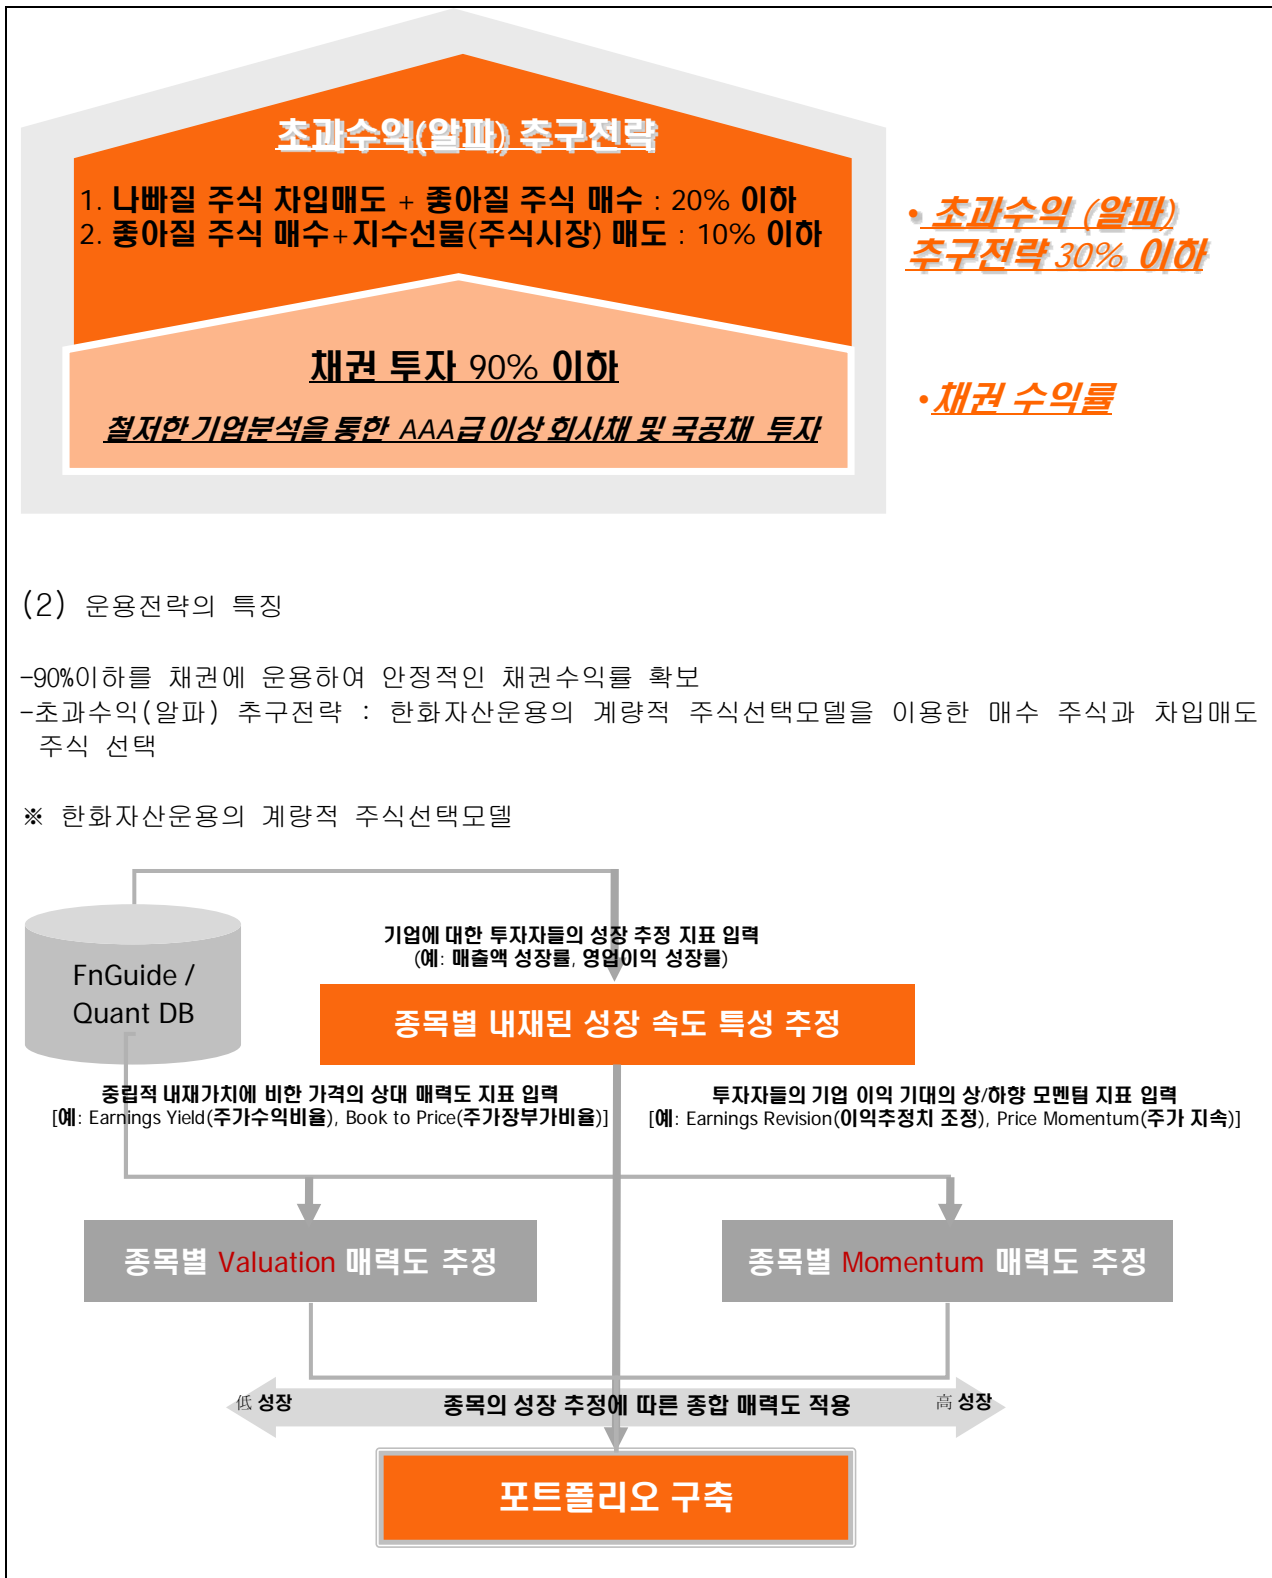 초과수익(알파) 추구전략
1. 나빠질 주식 차입매도 + 좋아질 주식 매수 : 20% 이하
2. 좋아질 주식 매수+지수선물(주식시장) 매도 : 10% 이하
• 초과수익 (알파)
추구전략 30% 이하
채권 투자 90% 이하
철저한 기업분석을 통한 AAA급 이상 회사채 및 국공채 투자
•채권 수익률
(2) 운용전략의 특징
-90%이하를 채권에 운용하여 안정적인 채권수익률 확보
-초과수익(알파) 추구전략 : 한화자산운용의 계량적 주식선택모델을 이용한 매수 주식과 차입매도
주식 선택
※ 한화자산운용의 계량적 주식선택모델
FnGuide /
Quant DB
기업에 대한 투자자들의 성장 추정 지표 입력
(예: 매출액 성장률, 영업이익 성장률)
종목별 내재된 성장 속도 특성 추정
중립적 내재가치에 비한 가격의 상대 매력도 지표 입력
[예: Earnings Yield(주가수익비율), Book to Price(주가장부가비율)]
투자자들의 기업 이익 기대의 상/하향 모멘텀 지표 입력
[예: Earnings Revision(이익추정치 조정), Price Momentum(주가 지속)]
종목별 Valuation 매력도 추정
종목별 Momentum 매력도 추정
低 성장
종목의 성장 추정에 따른 종합 매력도 적용
高 성장
포트폴리오 구축